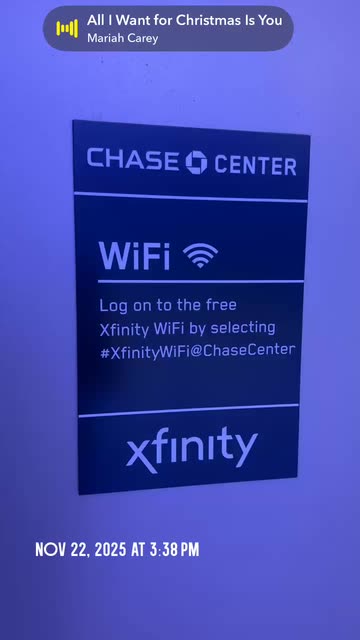 All I Want for Christmas Is You
Mariah Carey
CHASE CENTER
WiFi
Log on to the free
Xfinity WiFi by selecting
#XfinityWiFi@ChaseCenter
xfinity
NOV 22, 2025 AT 3:38 PM